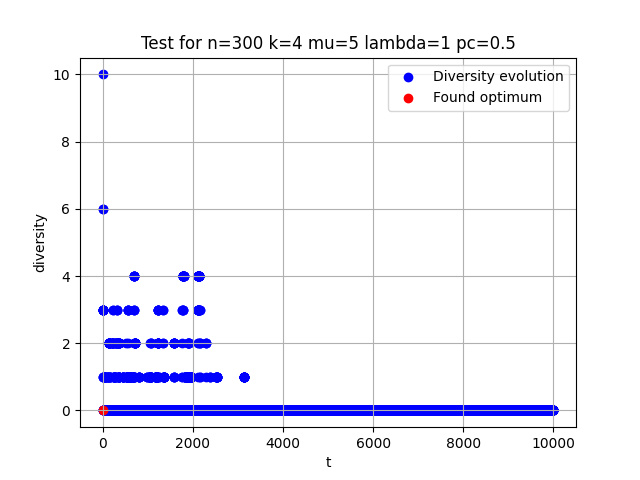 Test for n=300 k=4 mu=5 lambda=1 pc=0.5
Diversity evolution
Found optimum
diversity
10
8
6
4
2
0
0 2000 4000 6000 8000 10000
t